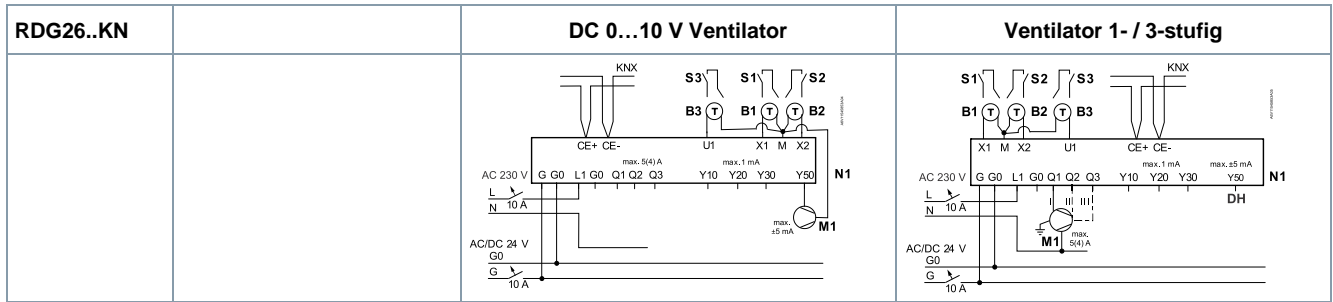 RDG26..KN
DC 0…10 V Ventilator
Ventilator 1- / 3-stufig
KNX
S3 S1 S2
B3 T B1 T T B2
CE+ CE- U1 X1 M X2
max. 5(4) A max. 1 mA
AC 230 V G G0 L1 G0 Q1 Q2 Q3 Y10 Y20 Y30 Y50 N1
L
10 A
N
max.
±5 mA
M1
AC/DC 24 V
G0
G
10 A
S1 S2 S3
KNX
B1 T T B2 T B3
X1 M X2 U1 CE+ CE-
max. 1 mA max. ±5 mA
AC 230 V G G0 L1 G0 Q1 Q2 Q3 Y10 Y20 Y30 Y50 N1
DH
L
10 A
I II III
N
M1
max.
5(4) A
AC/DC 24 V
G0
G
10 A